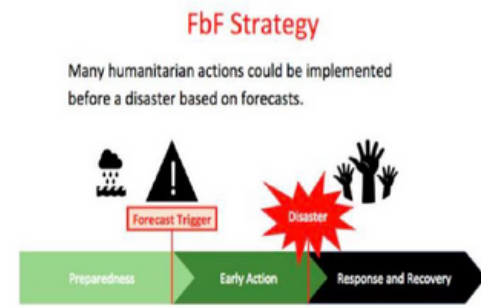 FbF Strategy
Many humanitarian actions could be implemented
before a disaster based on forecasts.
Forecast Trigger
Disaster
Preparedness
Early Action
Response and Recovery